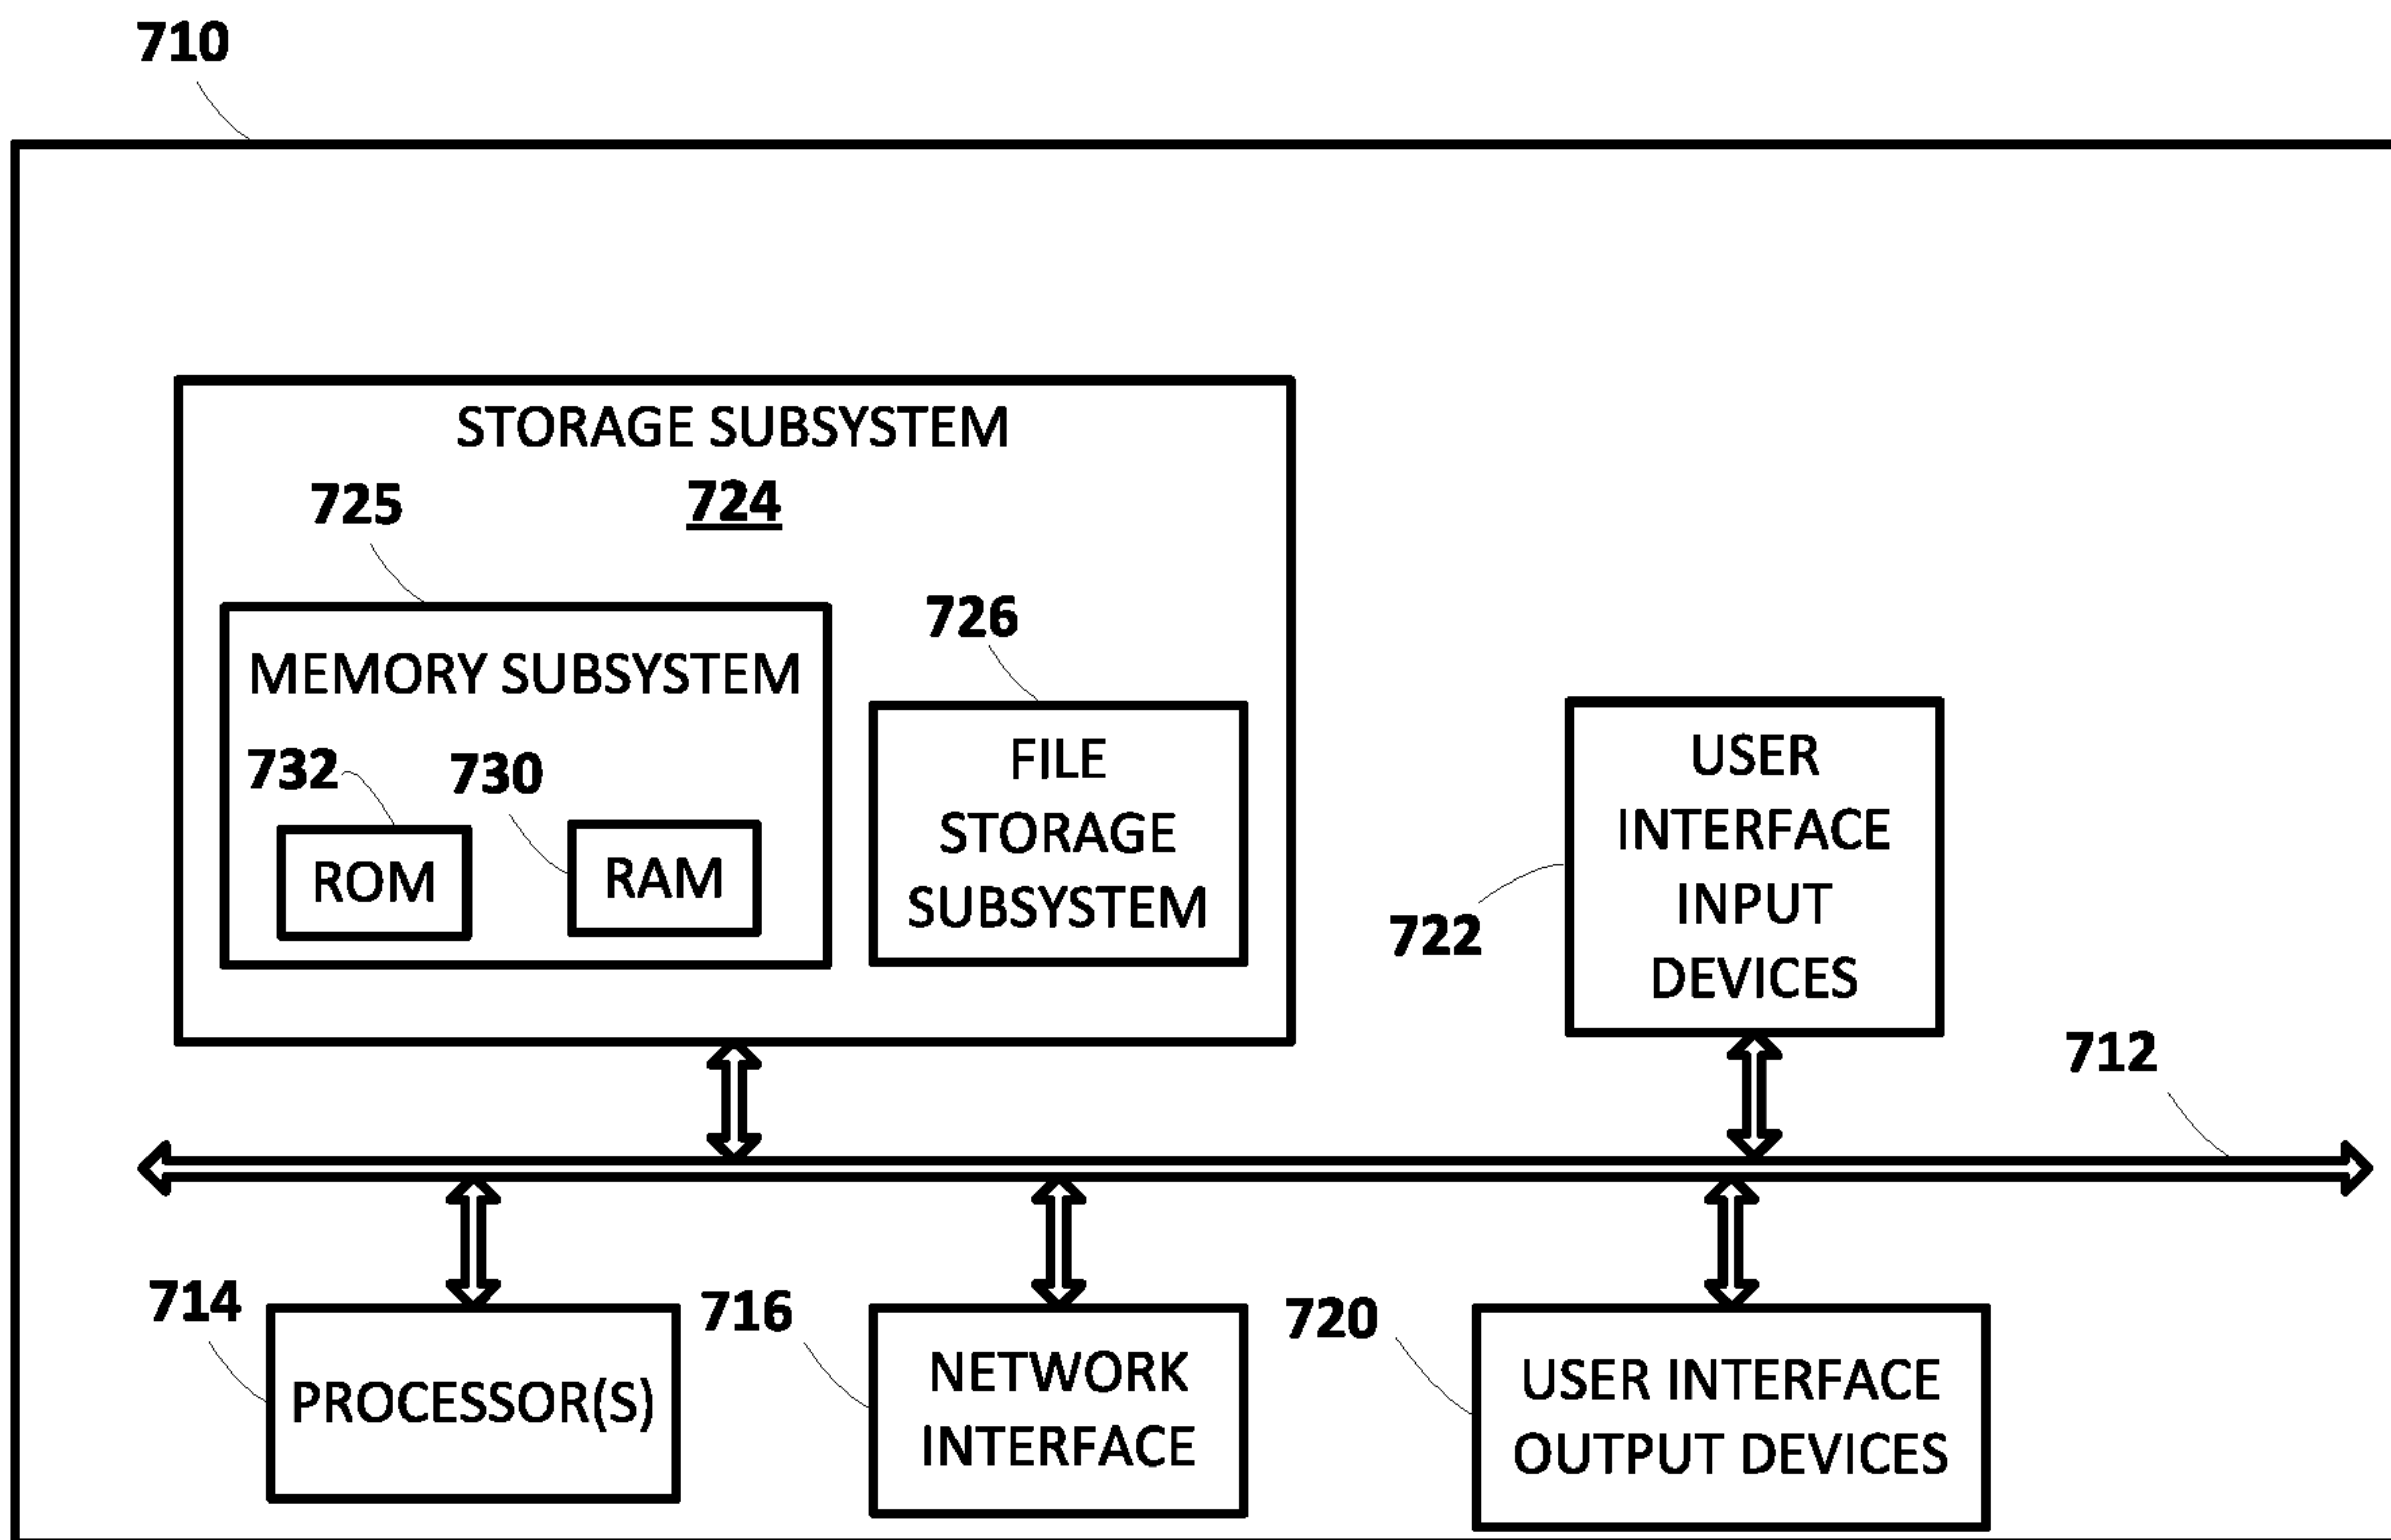 710
STORAGE SUBSYSTEM
725
724
726
MEMORY SUBSYSTEM
732
730
ROM
RAM
FILE
STORAGE
SUBSYSTEM
USER
INTERFACE
INPUT
DEVICES
722
712
714
716
720
PROCESSOR(S)
NETWORK
INTERFACE
USER INTERFACE
OUTPUT DEVICES